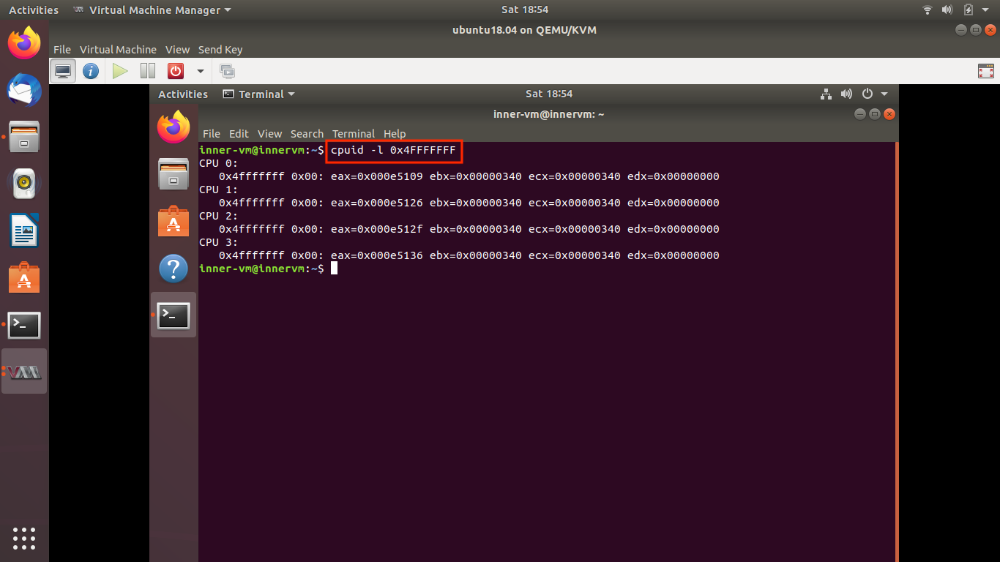 Activities Virtual Machine Manager Sat 18:54
ubuntu18.04 on QEMU/KVM
File Virtual Machine View Send Key
Activities Terminal Sat 18:54
inner-vm@innervm: ~
File Edit View Search Terminal Help
inner-vm@innervm:~$ cpuid -l 0x4FFFFFFF
CPU 0:
   0x4fffffff 0x00: eax=0x000e5109 ebx=0x00000340 ecx=0x00000340 edx=0x00000000
CPU 1:
   0x4fffffff 0x00: eax=0x000e5126 ebx=0x00000340 ecx=0x00000340 edx=0x00000000
CPU 2:
   0x4fffffff 0x00: eax=0x000e512f ebx=0x00000340 ecx=0x00000340 edx=0x00000000
CPU 3:
   0x4fffffff 0x00: eax=0x000e5136 ebx=0x00000340 ecx=0x00000340 edx=0x00000000
inner-vm@innervm:~$